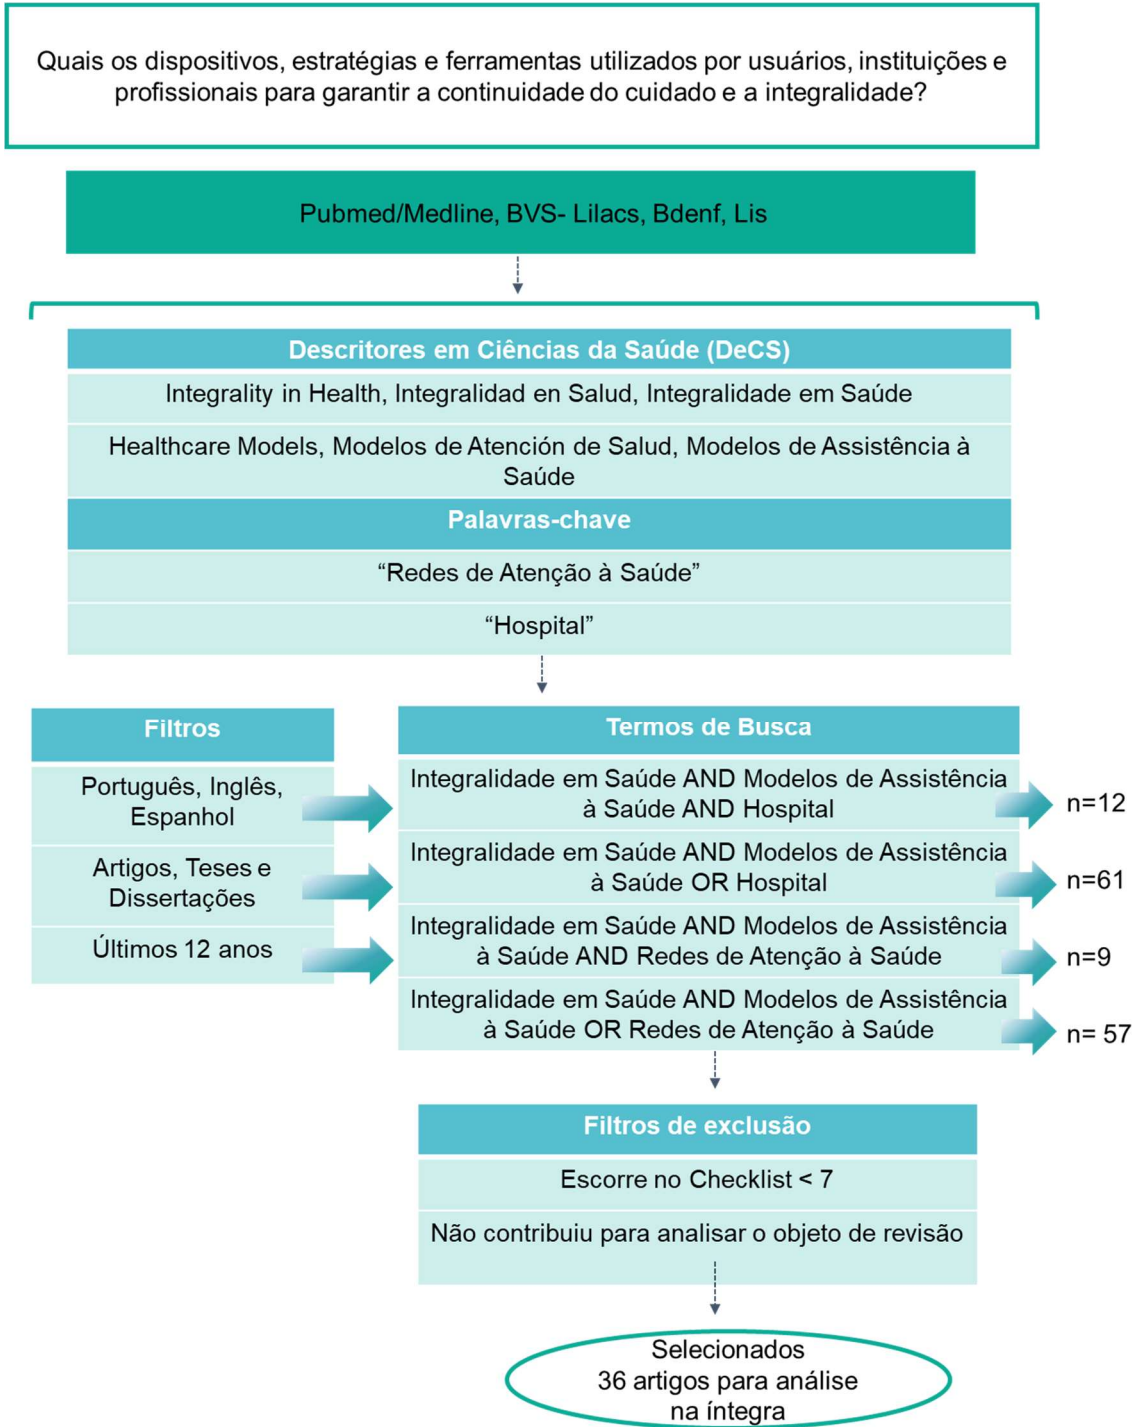 Quais os dispositivos, estratégias e ferramentas utilizados por usuários, instituições e
profissionais para garantir a continuidade do cuidado e a integralidade?
Pubmed/Medline, BVS- Lilacs, Bdenf, Lis
Descritores em Ciências da Saúde (DeCS)
Integrality in Health, Integralidad en Salud, Integralidade em Saúde
Healthcare Models, Modelos de Atención de Salud, Modelos de Assistência à
Saúde
Palavras-chave
“Redes de Atenção à Saúde”
“Hospital”
Filtros
Português, Inglês,
Espanhol
Artigos, Teses e
Dissertações
Últimos 12 anos
Termos de Busca
Integralidade em Saúde AND Modelos de Assistência
à Saúde AND Hospital
n=12
Integralidade em Saúde AND Modelos de Assistência
à Saúde OR Hospital
n=61
Integralidade em Saúde AND Modelos de Assistência
à Saúde AND Redes de Atenção à Saúde
n=9
Integralidade em Saúde AND Modelos de Assistência
à Saúde OR Redes de Atenção à Saúde
n= 57
Filtros de exclusão
Escorre no Checklist < 7
Não contribuiu para analisar o objeto de revisão
Selecionados
36 artigos para análise
na íntegra